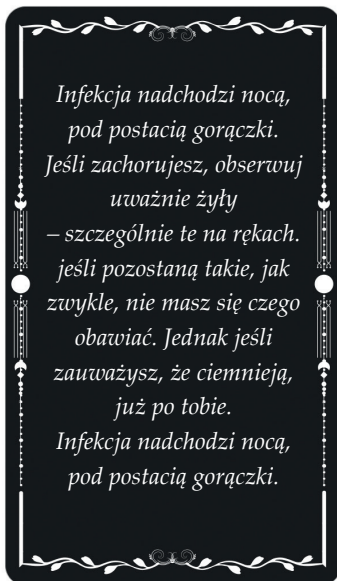 Infekcja nadchodzi nocą,
pod postacią gorączki.
Jeśli zachorujesz, obserwuj
uważnie żyły
– szczególnie te na rękach.
jeśli pozostaną takie, jak
zwykle, nie masz się czego
obawiać. Jednak jeśli
zauważysz, że ciemnieją,
już po tobie.
Infekcja nadchodzi nocą,
pod postacią gorączki.